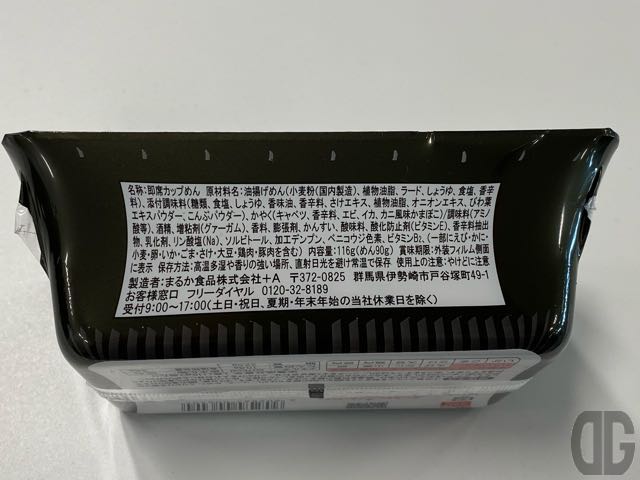 名称:即席カップめん 原材料名:油揚げめん(小麦粉(国内製造)、植物油脂、ラード、しょうゆ、食塩、香辛
料)、添付調味料(糖類、食塩、しょうゆ、香味油、香辛料、さけエキス、植物油脂、オニオンエキス、びわ葉
エキスパウダー、こんぶパウダー)、かやく(キャベツ、香辛料、エビ、イカ、カニ風味かまぼこ)/調味料(アミノ
酸等)、酒精、増粘剤(グァーガム)、香料、膨張剤、かんすい、酸味料、酸化防止剤(ビタミンE)、香辛料抽出
物、乳化剤、リン酸塩(Na)、ソルビトール、加工デンプン、ベニコウジ色素、ビタミンB₂、(一部にえび・かに・
小麦・卵・いか・ごま・さけ・大豆・鶏肉・豚肉を含む) 内容量:116g(めん90g) 賞味期限:外装フィルム側面
に表示 保存方法:高温多湿や香りの強い場所、直射日光を避け常温で保存 使用上の注意:やけどに注意
製造者:まるか食品株式会社+A 〒372-0825 群馬県伊勢崎市戸谷塚町49-1
お客様窓口 フリーダイヤル 0120-32-8189
受付9:00~17:00(土日・祝日、夏期・年末年始の当社休業日を除く)
DG